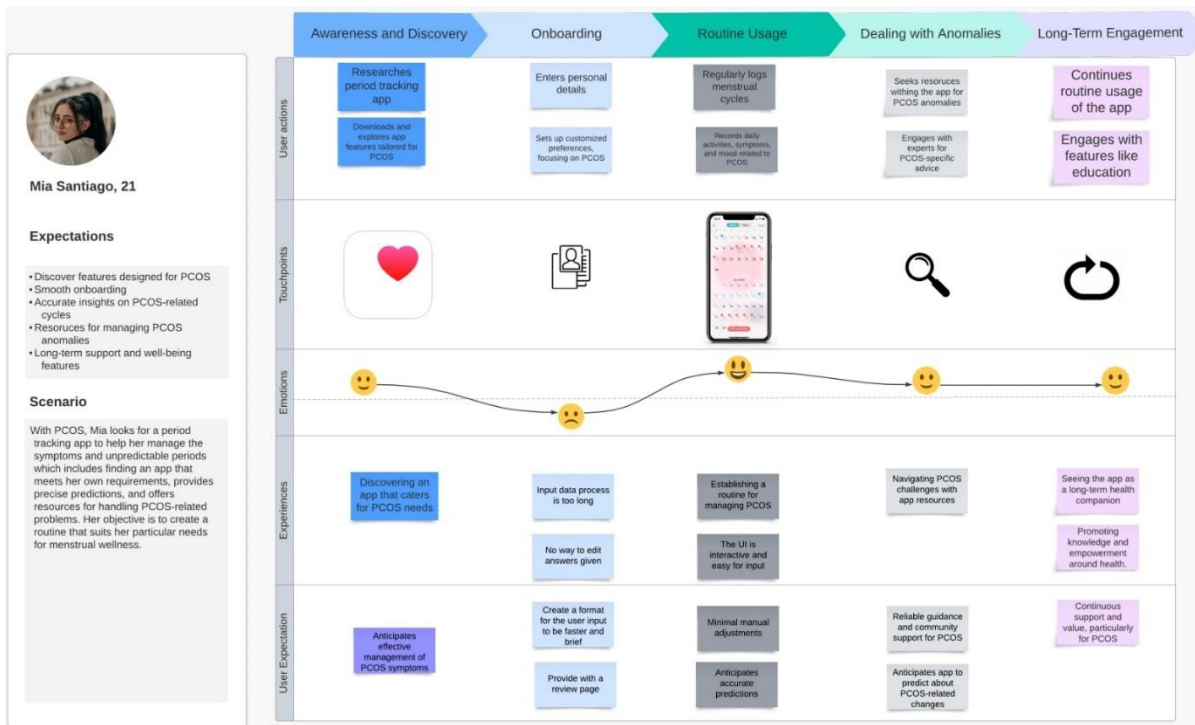 Awareness and Discovery
Onboarding
Routine Usage
Dealing with Anomalies
Long-Term Engagement
Mia Santiago, 21
Expectations
• Discover features designed for PCOS
• Smooth onboarding
• Accurate insights on PCOS-related
cycles
• Resoruces for managing PCOS
anomalies
• Long-term support and well-being
features
Scenario
With PCOS, Mia looks for a period
tracking app to help her manage the
symptoms and unpredictable periods
which includes finding an app that
meets her own requirements, provides
precise predictions, and offers
resources for handling PCOS-related
problems. Her objective is to create a
routine that suits her particular needs
for menstrual wellness.
User actions
Researches
period tracking
app
Downloads and
explores app
features tailored for
PCOS
Enters personal
details
Sets up customized
preferences,
focusing on PCOS
Regularly logs
menstrual
cycles
Records daily
activities, symptoms,
and mood related to
PCOS
Seeks resoruces
withing the app for
PCOS anomalies
Engages with
experts for
PCOS-specific
advice
Continues
routine usage
of the app
Engages with
features like
education
Touchpoints
Emotions
Experiences
Discovering an
app that caters
for PCOS needs
Input data process
is too long
No way to edit
answers given
Establishing a
routine for
managing PCOS
The UI is
interactive and
easy for input
Navigating PCOS
challenges with
app resources
Seeing the app as
a long-term health
companion
Promoting
knowledge and
empowerment
around health.
User Expectation
Anticipates
effective
management of
PCOS symptoms
Create a format
for the user input
to be faster and
brief
Provide with a
review page
Minimal manual
adjustments
Anticipates
accurate
predictions
Reliable guidance
and community
support for PCOS
Anticipates app to
predict about
PCOS-related
changes
Continuous
support and
value, particularly
for PCOS